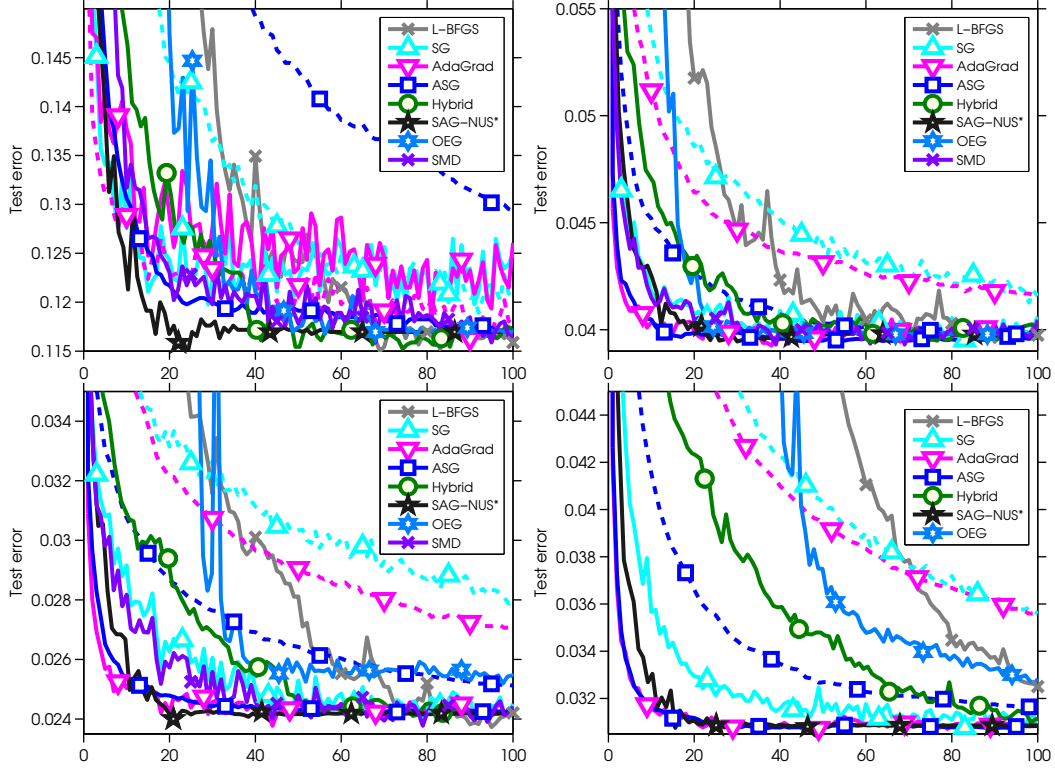 0.145
0.14
0.135
0.13
0.125
0.12
0.115
Test error
0
20
40
60
80
100
L−BFGS
SG
AdaGrad
ASG
Hybrid
SAG−NUS*
OEG
SMD
0.055
0.05
0.045
0.04
Test error
0
20
40
60
80
100
L−BFGS
SG
AdaGrad
ASG
Hybrid
SAG−NUS*
OEG
SMD
0.034
0.032
0.03
0.028
0.026
0.024
Test error
0
20
40
60
80
100
L−BFGS
SG
AdaGrad
ASG
Hybrid
SAG−NUS*
OEG
SMD
0.044
0.042
0.04
0.038
0.036
0.034
0.032
Test error
0
20
40
60
80
100
L−BFGS
SG
AdaGrad
ASG
Hybrid
SAG−NUS*
OEG